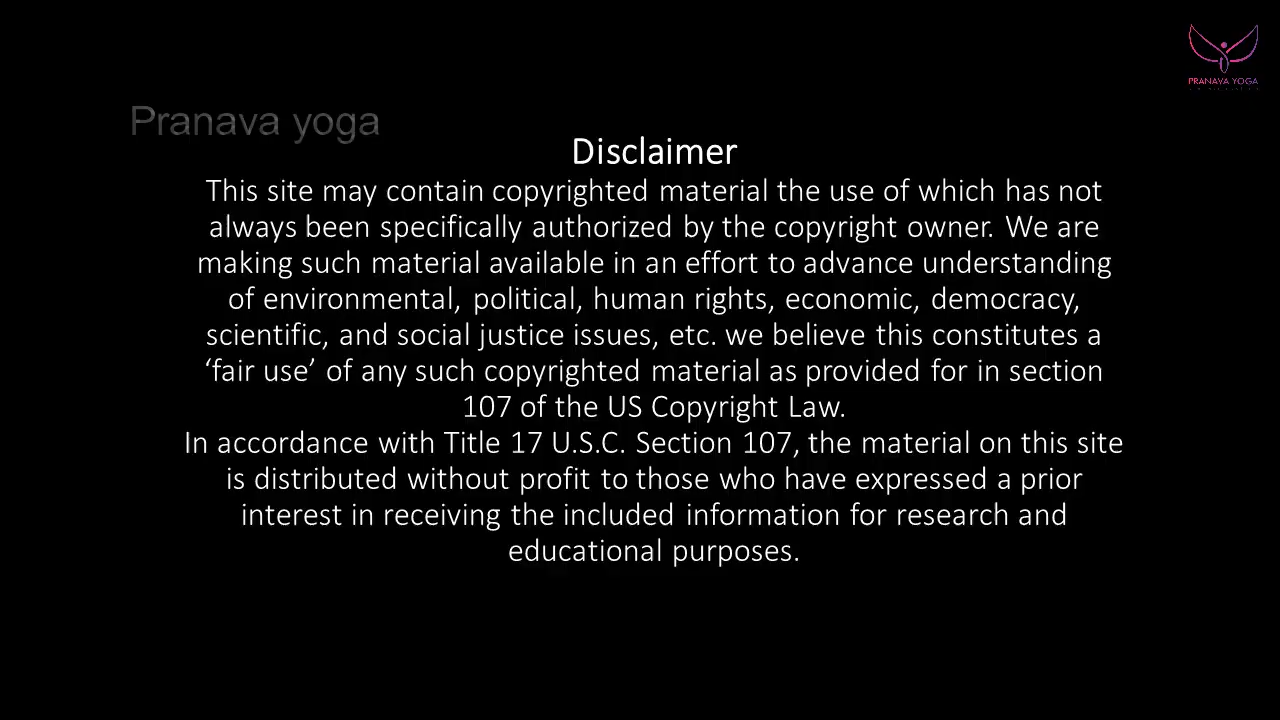 PRANAVA YOGA
Pranava yoga
Disclaimer
This site may contain copyrighted material the use of which has not
always been specifically authorized by the copyright owner. We are
making such material available in an effort to advance understanding
of environmental, political, human rights, economic, democracy,
scientific, and social justice issues, etc. we believe this constitutes a
‘fair use’ of any such copyrighted material as provided for in section
107 of the US Copyright Law.
In accordance with Title 17 U.S.C. Section 107, the material on this site
is distributed without profit to those who have expressed a prior
interest in receiving the included information for research and
educational purposes.